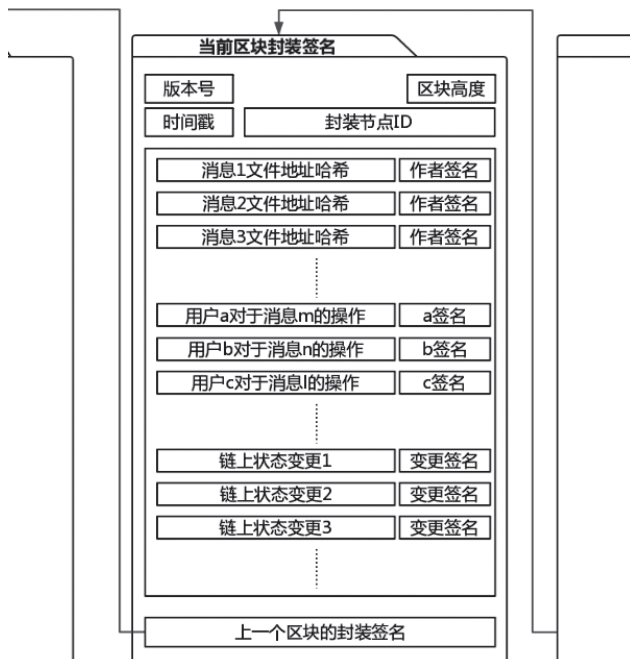 当前区块封装签名
版本号 区块高度
时间戳 封装节点ID
消息1文件地址哈希 作者签名
消息2文件地址哈希 作者签名
消息3文件地址哈希 作者签名
用户a对于消息m的操作 a签名
用户b对于消息n的操作 b签名
用户c对于消息l的操作 c签名
链上状态变更1 变更签名
链上状态变更2 变更签名
链上状态变更3 变更签名
上一个区块的封装签名